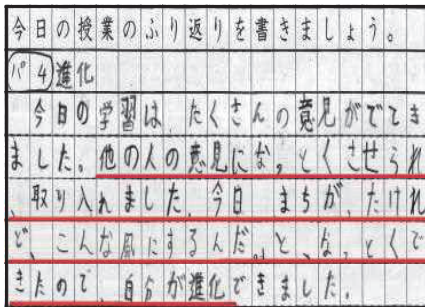 今日の授業のふり返りを書きましょう。
パ4進化
今日の学習は、たくさんの意見がでてき
ました。他の人の意見になっとくさせられ
、取り入れました。今日、まちがったけれ
ど、こんな風にするんだ。と、なっとくで
きたので、自分が進化できました。